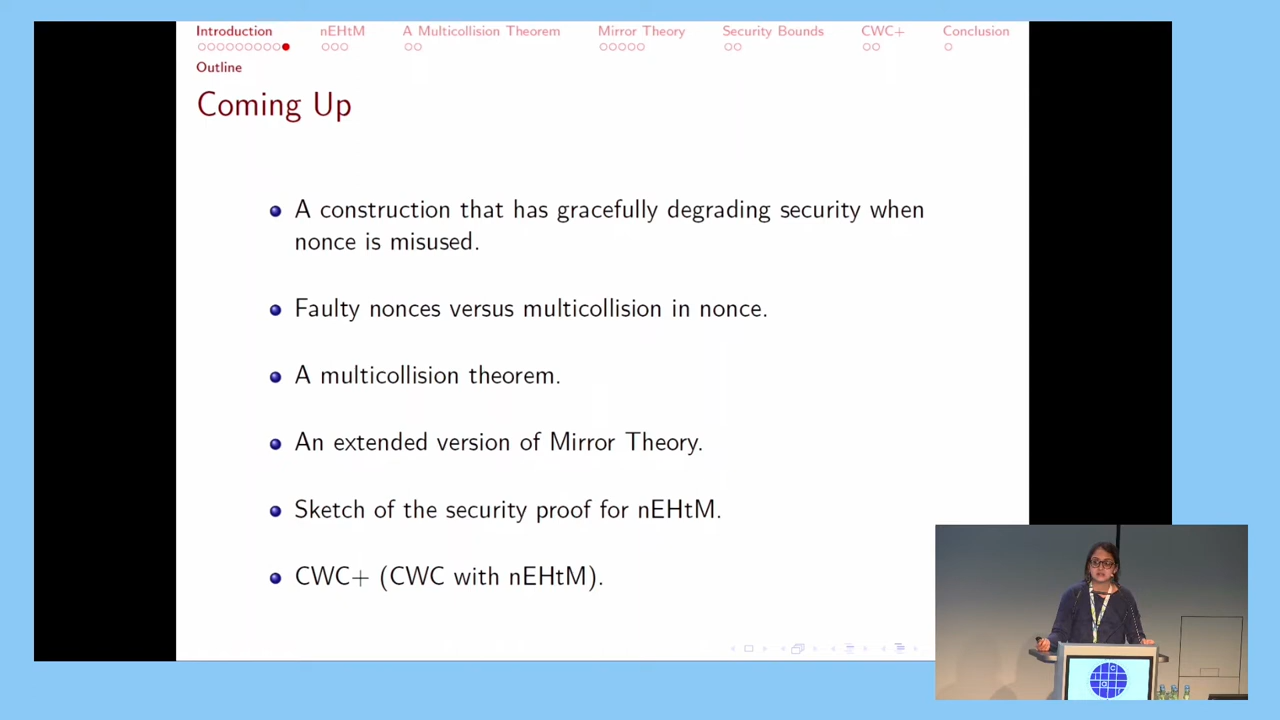 Introduction nEHtM A Multicollision Theorem Mirror Theory Security Bounds CWC+ Conclusion
Outline
Coming Up
A construction that has gracefully degrading security when
nonce is misused.
Faulty nonces versus multicollision in nonce.
A multicollision theorem.
An extended version of Mirror Theory.
Sketch of the security proof for nEHtM.
CWC+ (CWC with nEHtM).